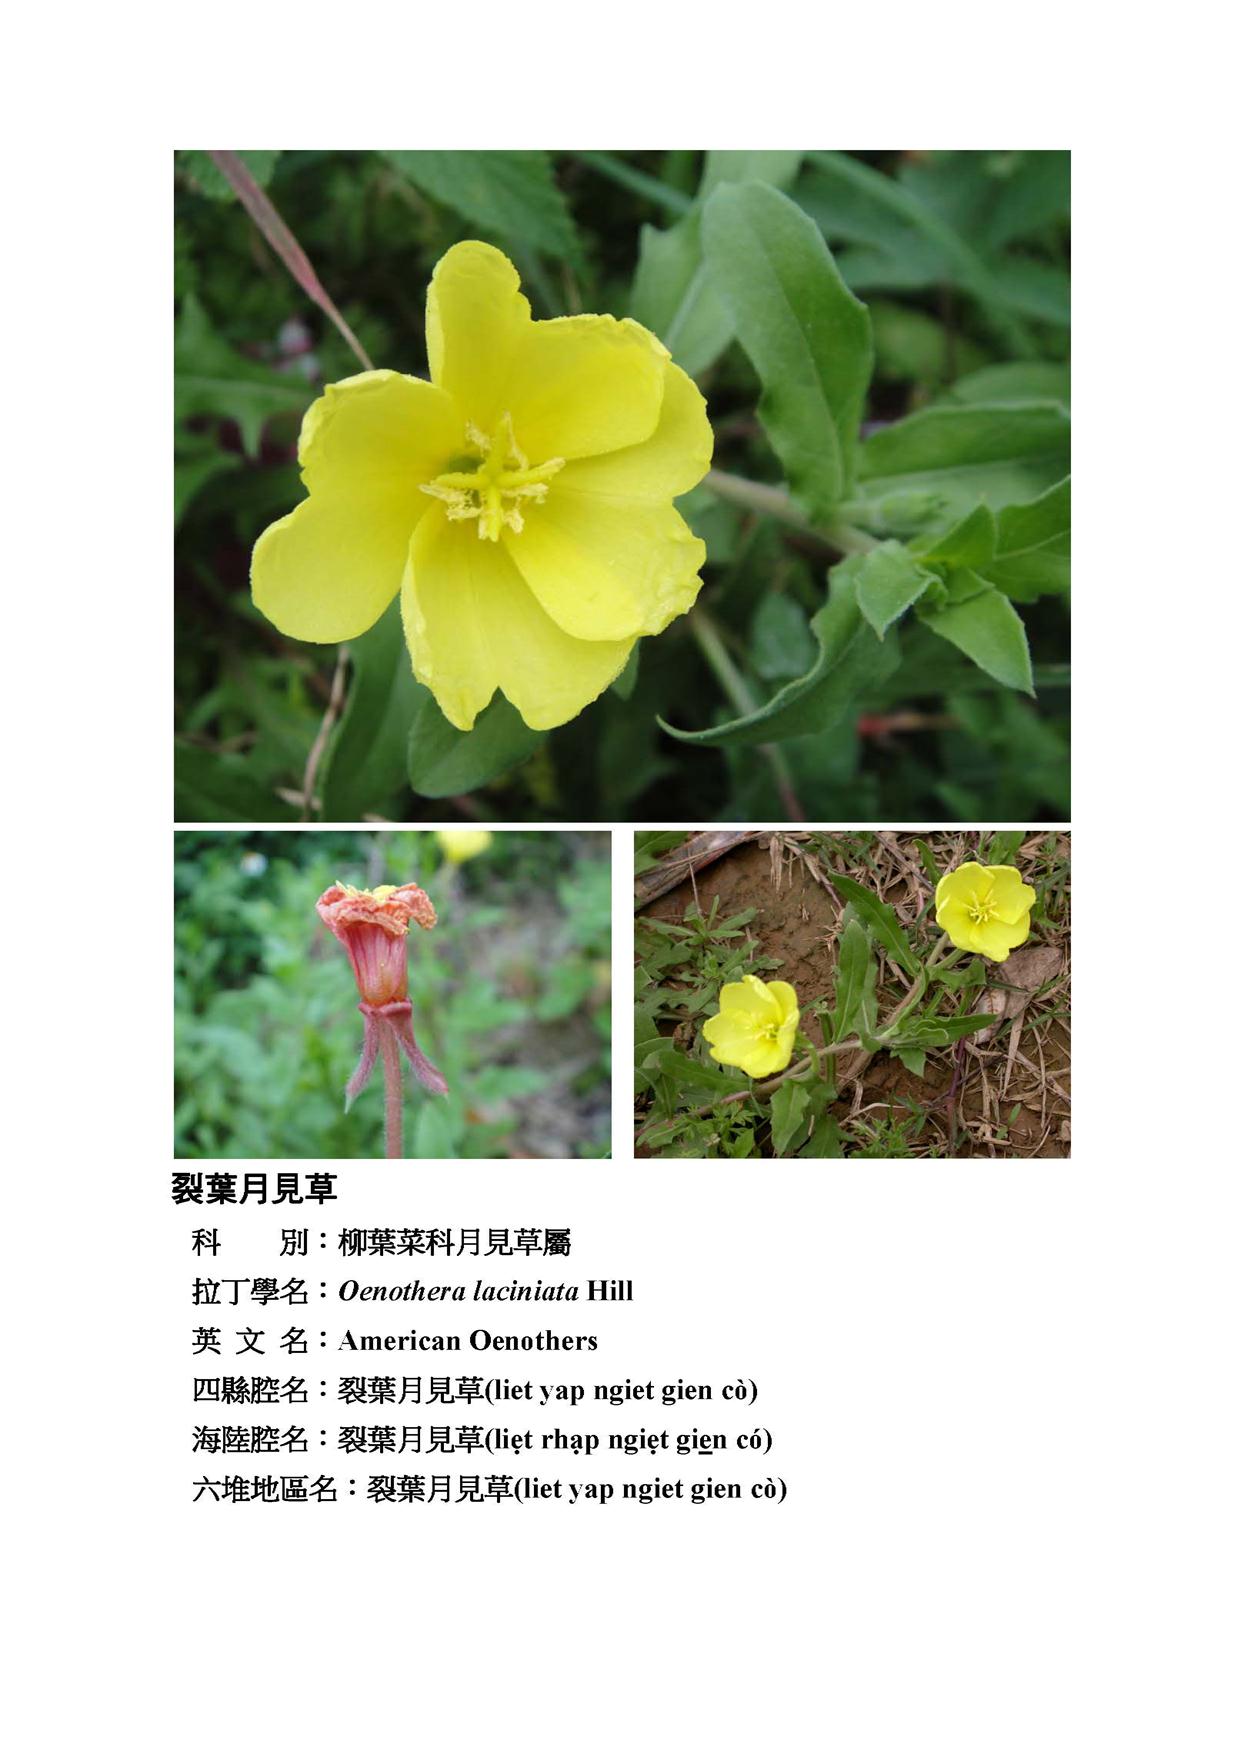 裂葉月見草
科　　別：柳葉菜科月見草屬
拉丁學名：Oenothera laciniata Hill
英 文 名：American Oenothers
四縣腔名：裂葉月見草(liet yap ngiet gien cò)
海陸腔名：裂葉月見草(liẹt rhạp ngiẹt gie̲n có)
六堆地區名：裂葉月見草(liet yap ngiet gien cò)